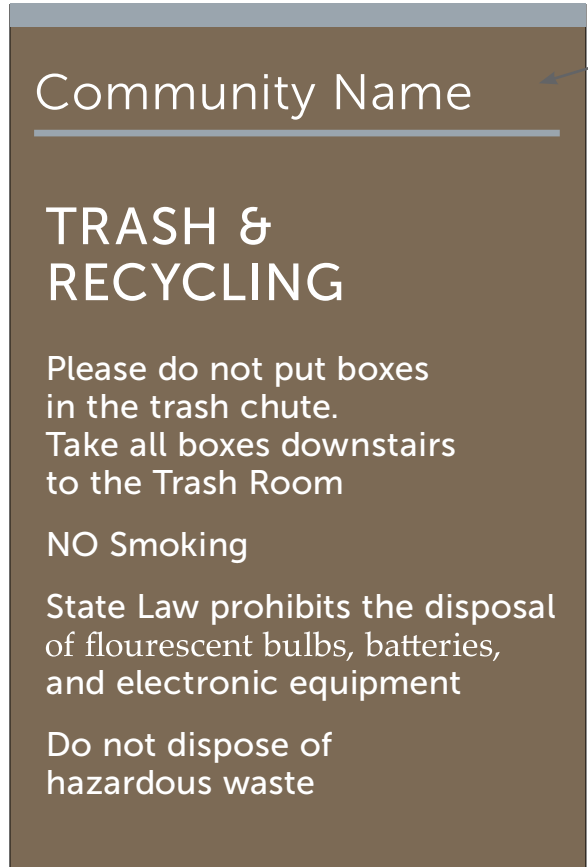 Community Name
TRASH &
RECYCLING
Please do not put boxes
in the trash chute.
Take all boxes downstairs
to the Trash Room
NO Smoking
State Law prohibits the disposal
of flourescent bulbs, batteries,
and electronic equipment
Do not dispose of
hazardous waste